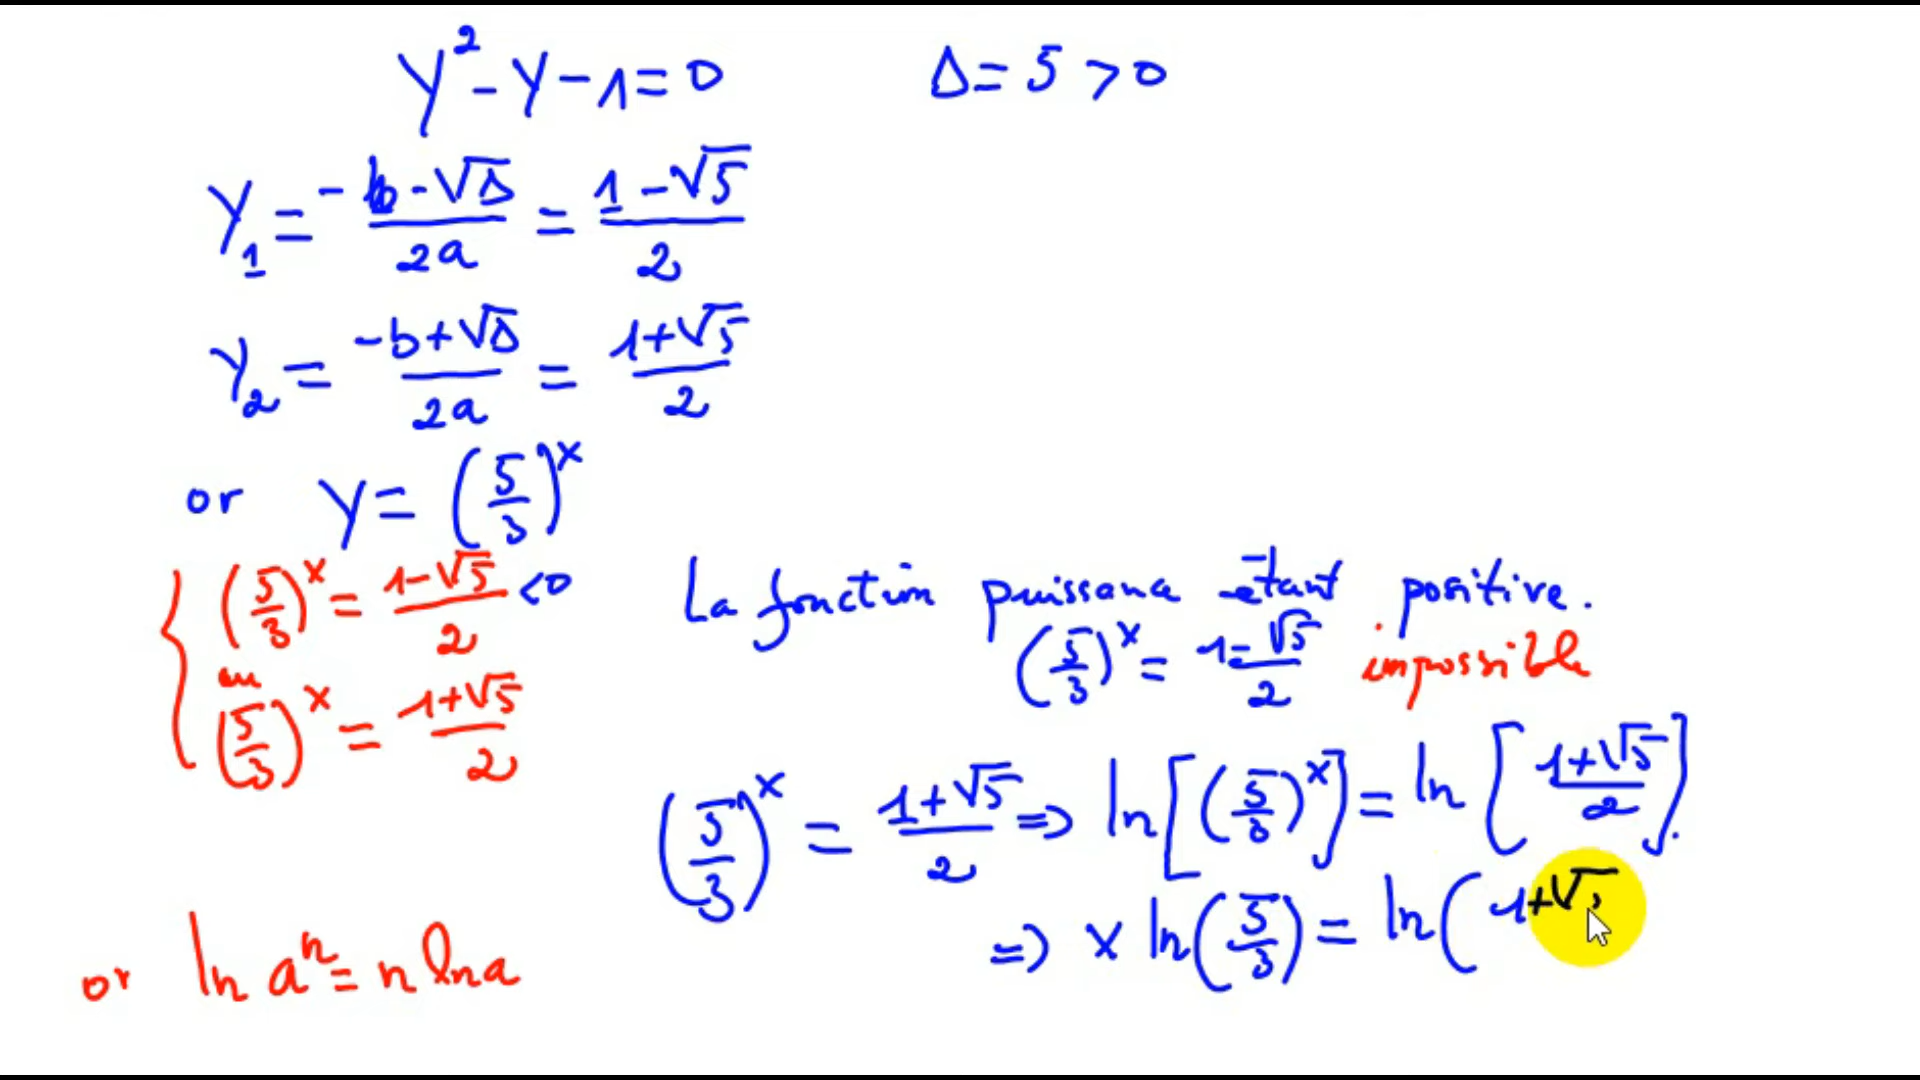 Y² - Y - 1 = 0    Δ = 5 > 0
Y₁ = (-b - √Δ)/2a = (1 - √5)/2
Y₂ = (-b + √Δ)/2a = (1 + √5)/2
or Y = (5/3)^x
(5/3)^x = (1 - √5)/2 < 0
ou
(5/3)^x = (1 + √5)/2
La fonction puissance étant positive.
(5/3)^x = (1 - √5)/2 impossible
(5/3)^x = (1 + √5)/2 ⇒ ln[(5/3)^x] = ln[(1 + √5)/2].
⇒ x ln(5/3) = ln(1 + √
or ln aⁿ = n ln a